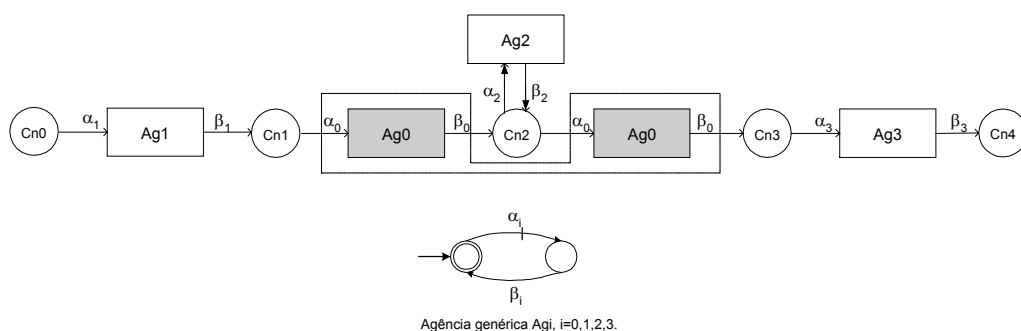 Ag2
α₂ β₂
Cn0 α₁ Ag1 β₁ Cn1 α₀ Ag0 β₀ Cn2 α₀ Ag0 β₀ Cn3 α₃ Ag3 β₃ Cn4
αᵢ
βᵢ
Agência genérica Agi, i=0,1,2,3.